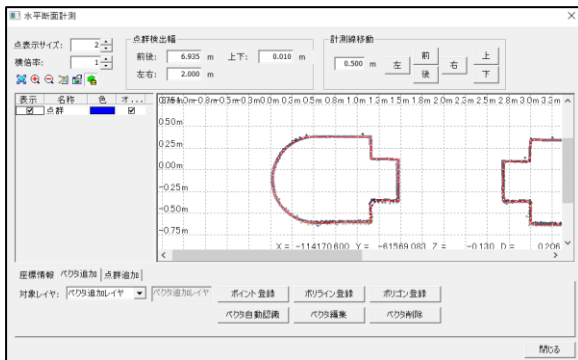 水平断面計測
点表示サイズ: 2
横倍率: 1
点群検出幅
前後: 6.935 m 上下: 0.010 m
左右: 2.000 m
計測線移動
0.500 m 左 前 後 右 上 下
表示 名称 色 オ...
点群
0.50m
0.25m
0.00m
-0.25m
-0.50m
-0.75m
X = -114170.600 Y = -61569.083 Z = -0.130 D = 0.206
座標情報 ベクタ追加 点群追加
対象レイヤ: ベクタ追加レイヤ ベクタ追加レイヤ
ポイント登録 ポリライン登録 ポリゴン登録
ベクタ自動認識 ベクタ編集 ベクタ削除
閉じる